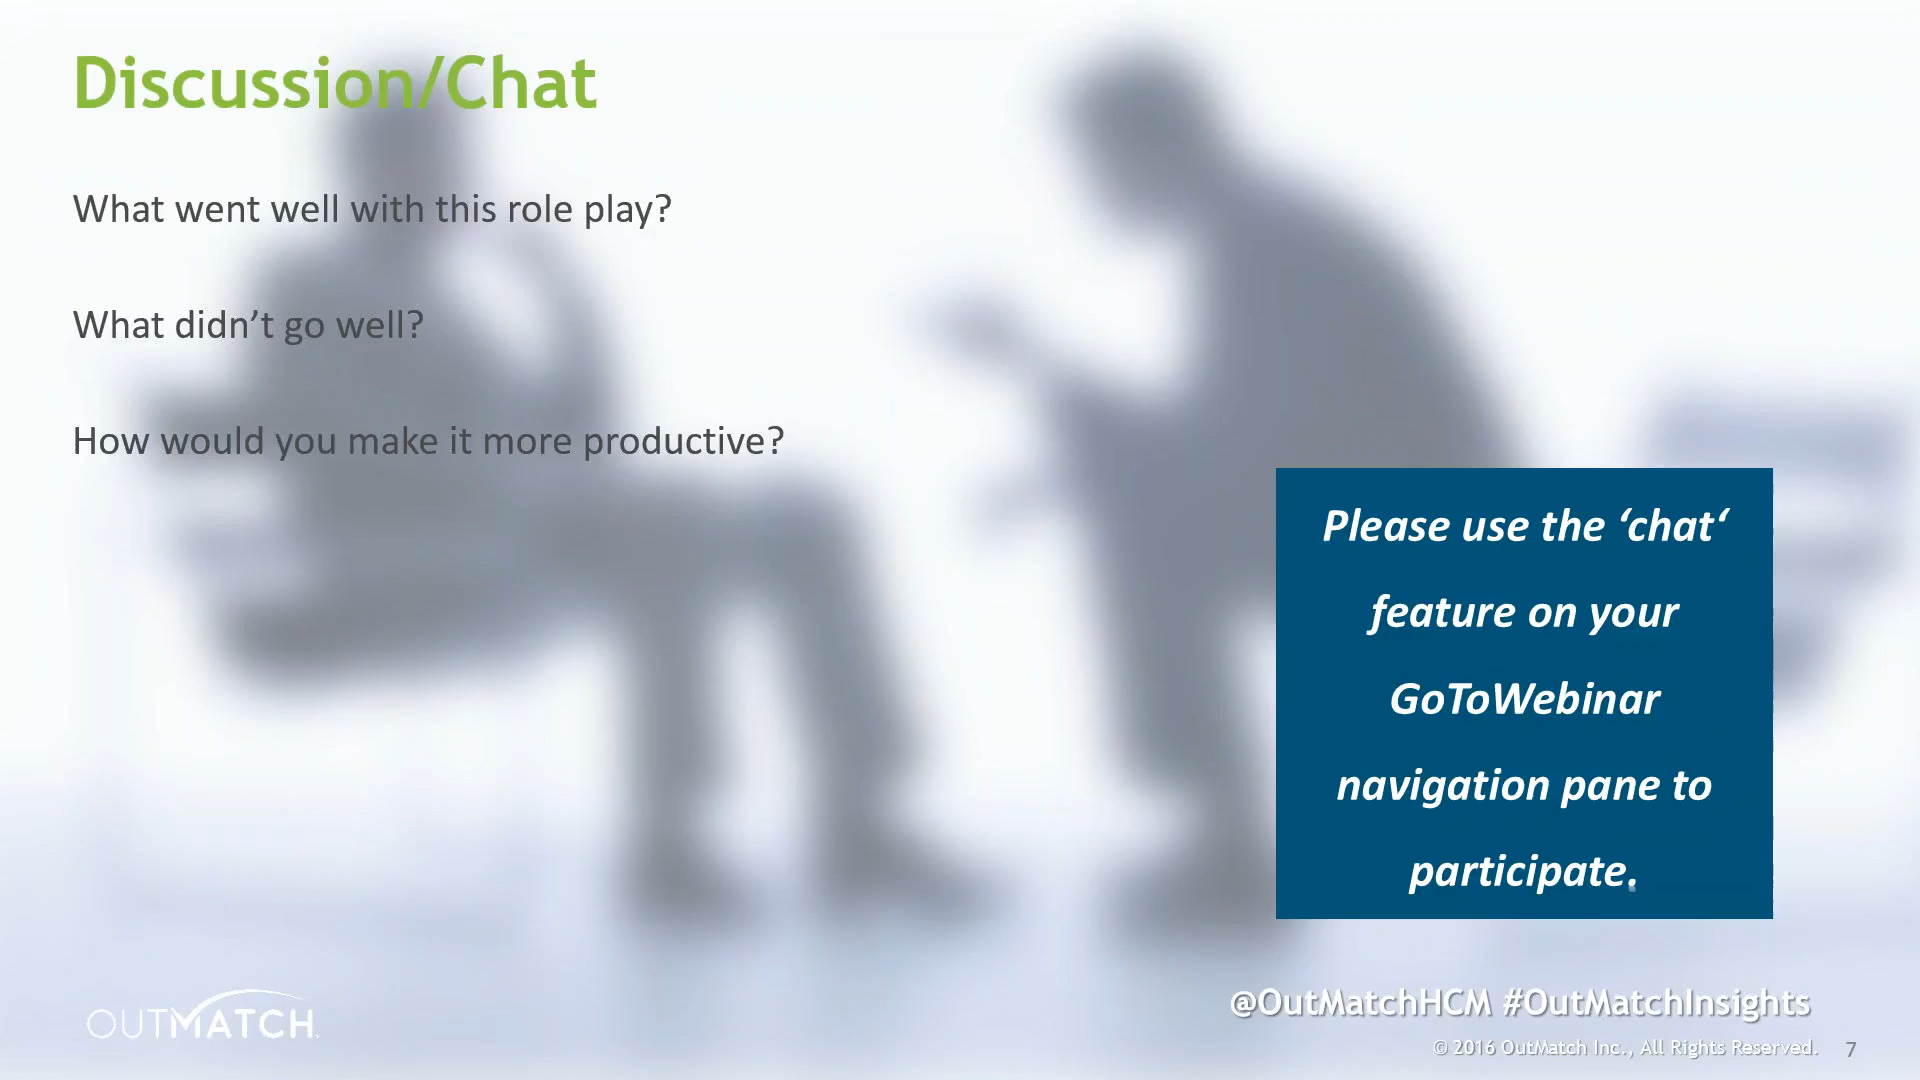 Discussion/Chat
What went well with this role play?
What didn’t go well?
How would you make it more productive?
Please use the ‘chat‘
feature on your
GoToWebinar
navigation pane to
participate.
OUTMATCH
@OutMatchHCM #OutMatchInsights
© 2016 OutMatch Inc., All Rights Reserved. 7